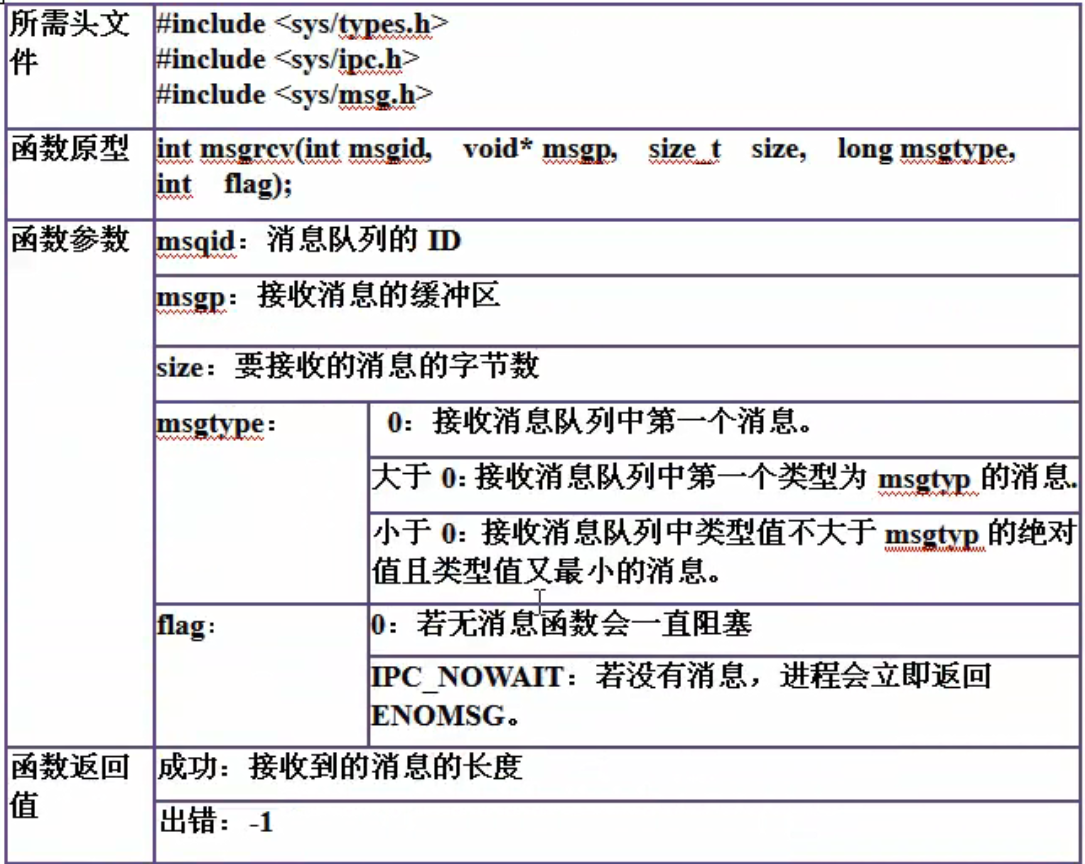 所需头文
件
#include <sys/types.h>
#include <sys/ipc.h>
#include <sys/msg.h>
函数原型
int msgrcv(int msgid, void* msgp, size_t size, long msgtype,
int flag);
函数参数
msqid：消息队列的 ID
msgp：接收消息的缓冲区
size：要接收的消息的字节数
msgtype：
0：接收消息队列中第一个消息。
大于 0：接收消息队列中第一个类型为 msgtyp 的消息.
小于 0：接收消息队列中类型值不大于 msgtyp 的绝对
值且类型值又最小的消息。
flag：
0：若无消息函数会一直阻塞
IPC_NOWAIT：若没有消息，进程会立即返回
ENOMSG。
函数返回
值
成功：接收到的消息的长度
出错：-1